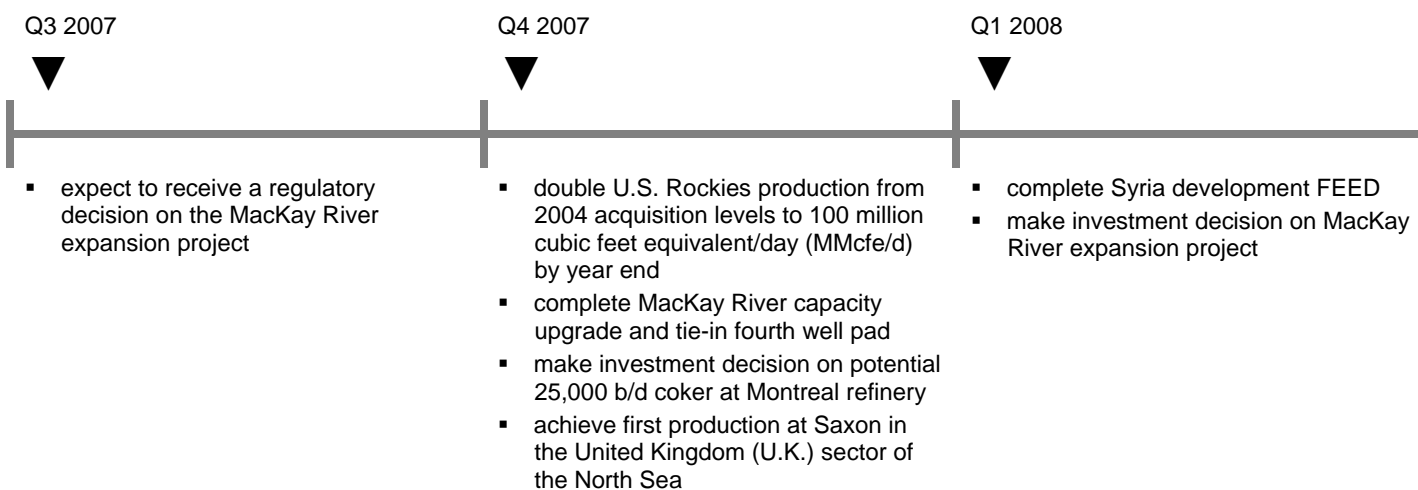 Q3 2007
▪ expect to receive a regulatory
decision on the MacKay River
expansion project
Q4 2007
▪ double U.S. Rockies production from
2004 acquisition levels to 100 million
cubic feet equivalent/day (MMcfe/d)
by year end
▪ complete MacKay River capacity
upgrade and tie-in fourth well pad
▪ make investment decision on potential
25,000 b/d coker at Montreal refinery
▪ achieve first production at Saxon in
the United Kingdom (U.K.) sector of
the North Sea
Q1 2008
▪ complete Syria development FEED
▪ make investment decision on MacKay
River expansion project